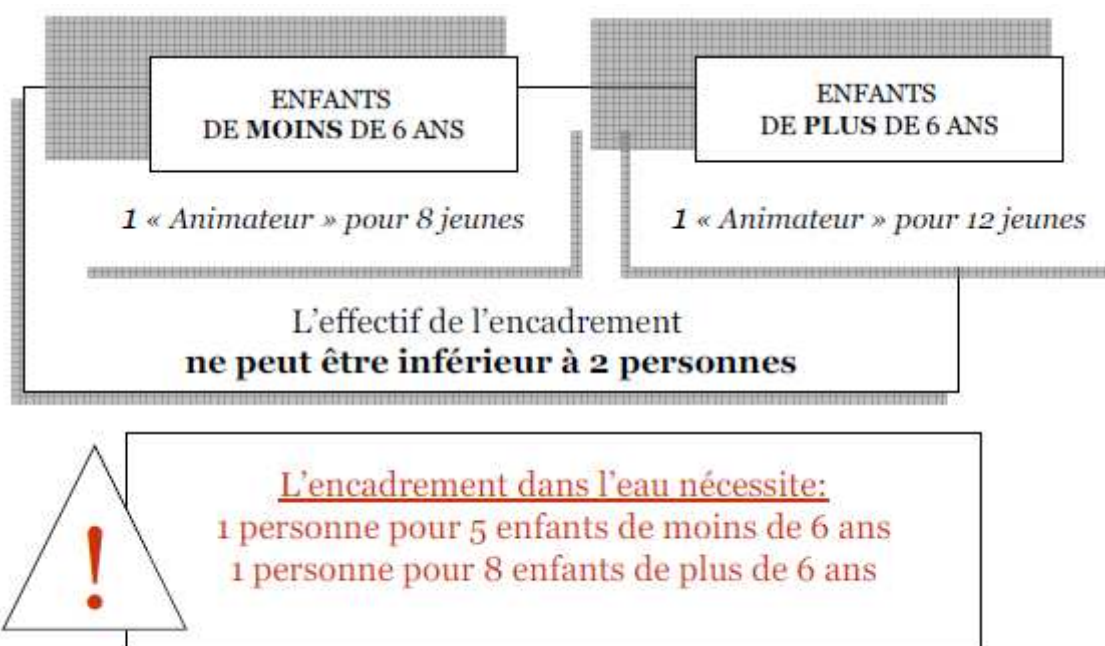 ENFANTS
DE MOINS DE 6 ANS
1 « Animateur » pour 8 jeunes
ENFANTS
DE PLUS DE 6 ANS
1 « Animateur » pour 12 jeunes
L'effectif de l'encadrement
ne peut être inférieur à 2 personnes
!
L'encadrement dans l'eau nécessite:
1 personne pour 5 enfants de moins de 6 ans
1 personne pour 8 enfants de plus de 6 ans